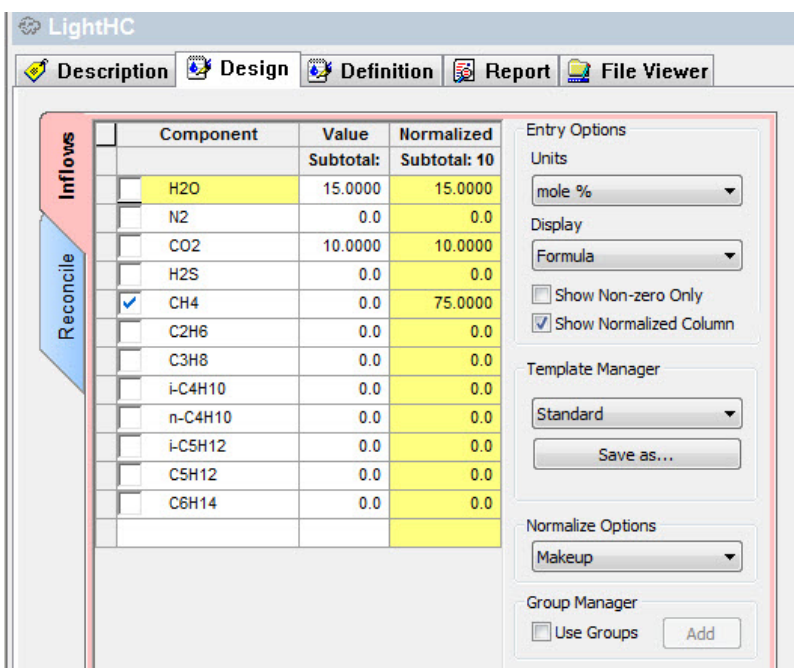 LightHC
Description Design Definition Report File Viewer
Inflows
Reconcile
Component Value Normalized
Subtotal: Subtotal: 10
H2O 15.0000 15.0000
N2 0.0 0.0
CO2 10.0000 10.0000
H2S 0.0 0.0
CH4 0.0 75.0000
C2H6 0.0 0.0
C3H8 0.0 0.0
i-C4H10 0.0 0.0
n-C4H10 0.0 0.0
i-C5H12 0.0 0.0
C5H12 0.0 0.0
C6H14 0.0 0.0
Entry Options
Units
mole %
Display
Formula
Show Non-zero Only
Show Normalized Column
Template Manager
Standard
Save as...
Normalize Options
Makeup
Group Manager
Use Groups Add